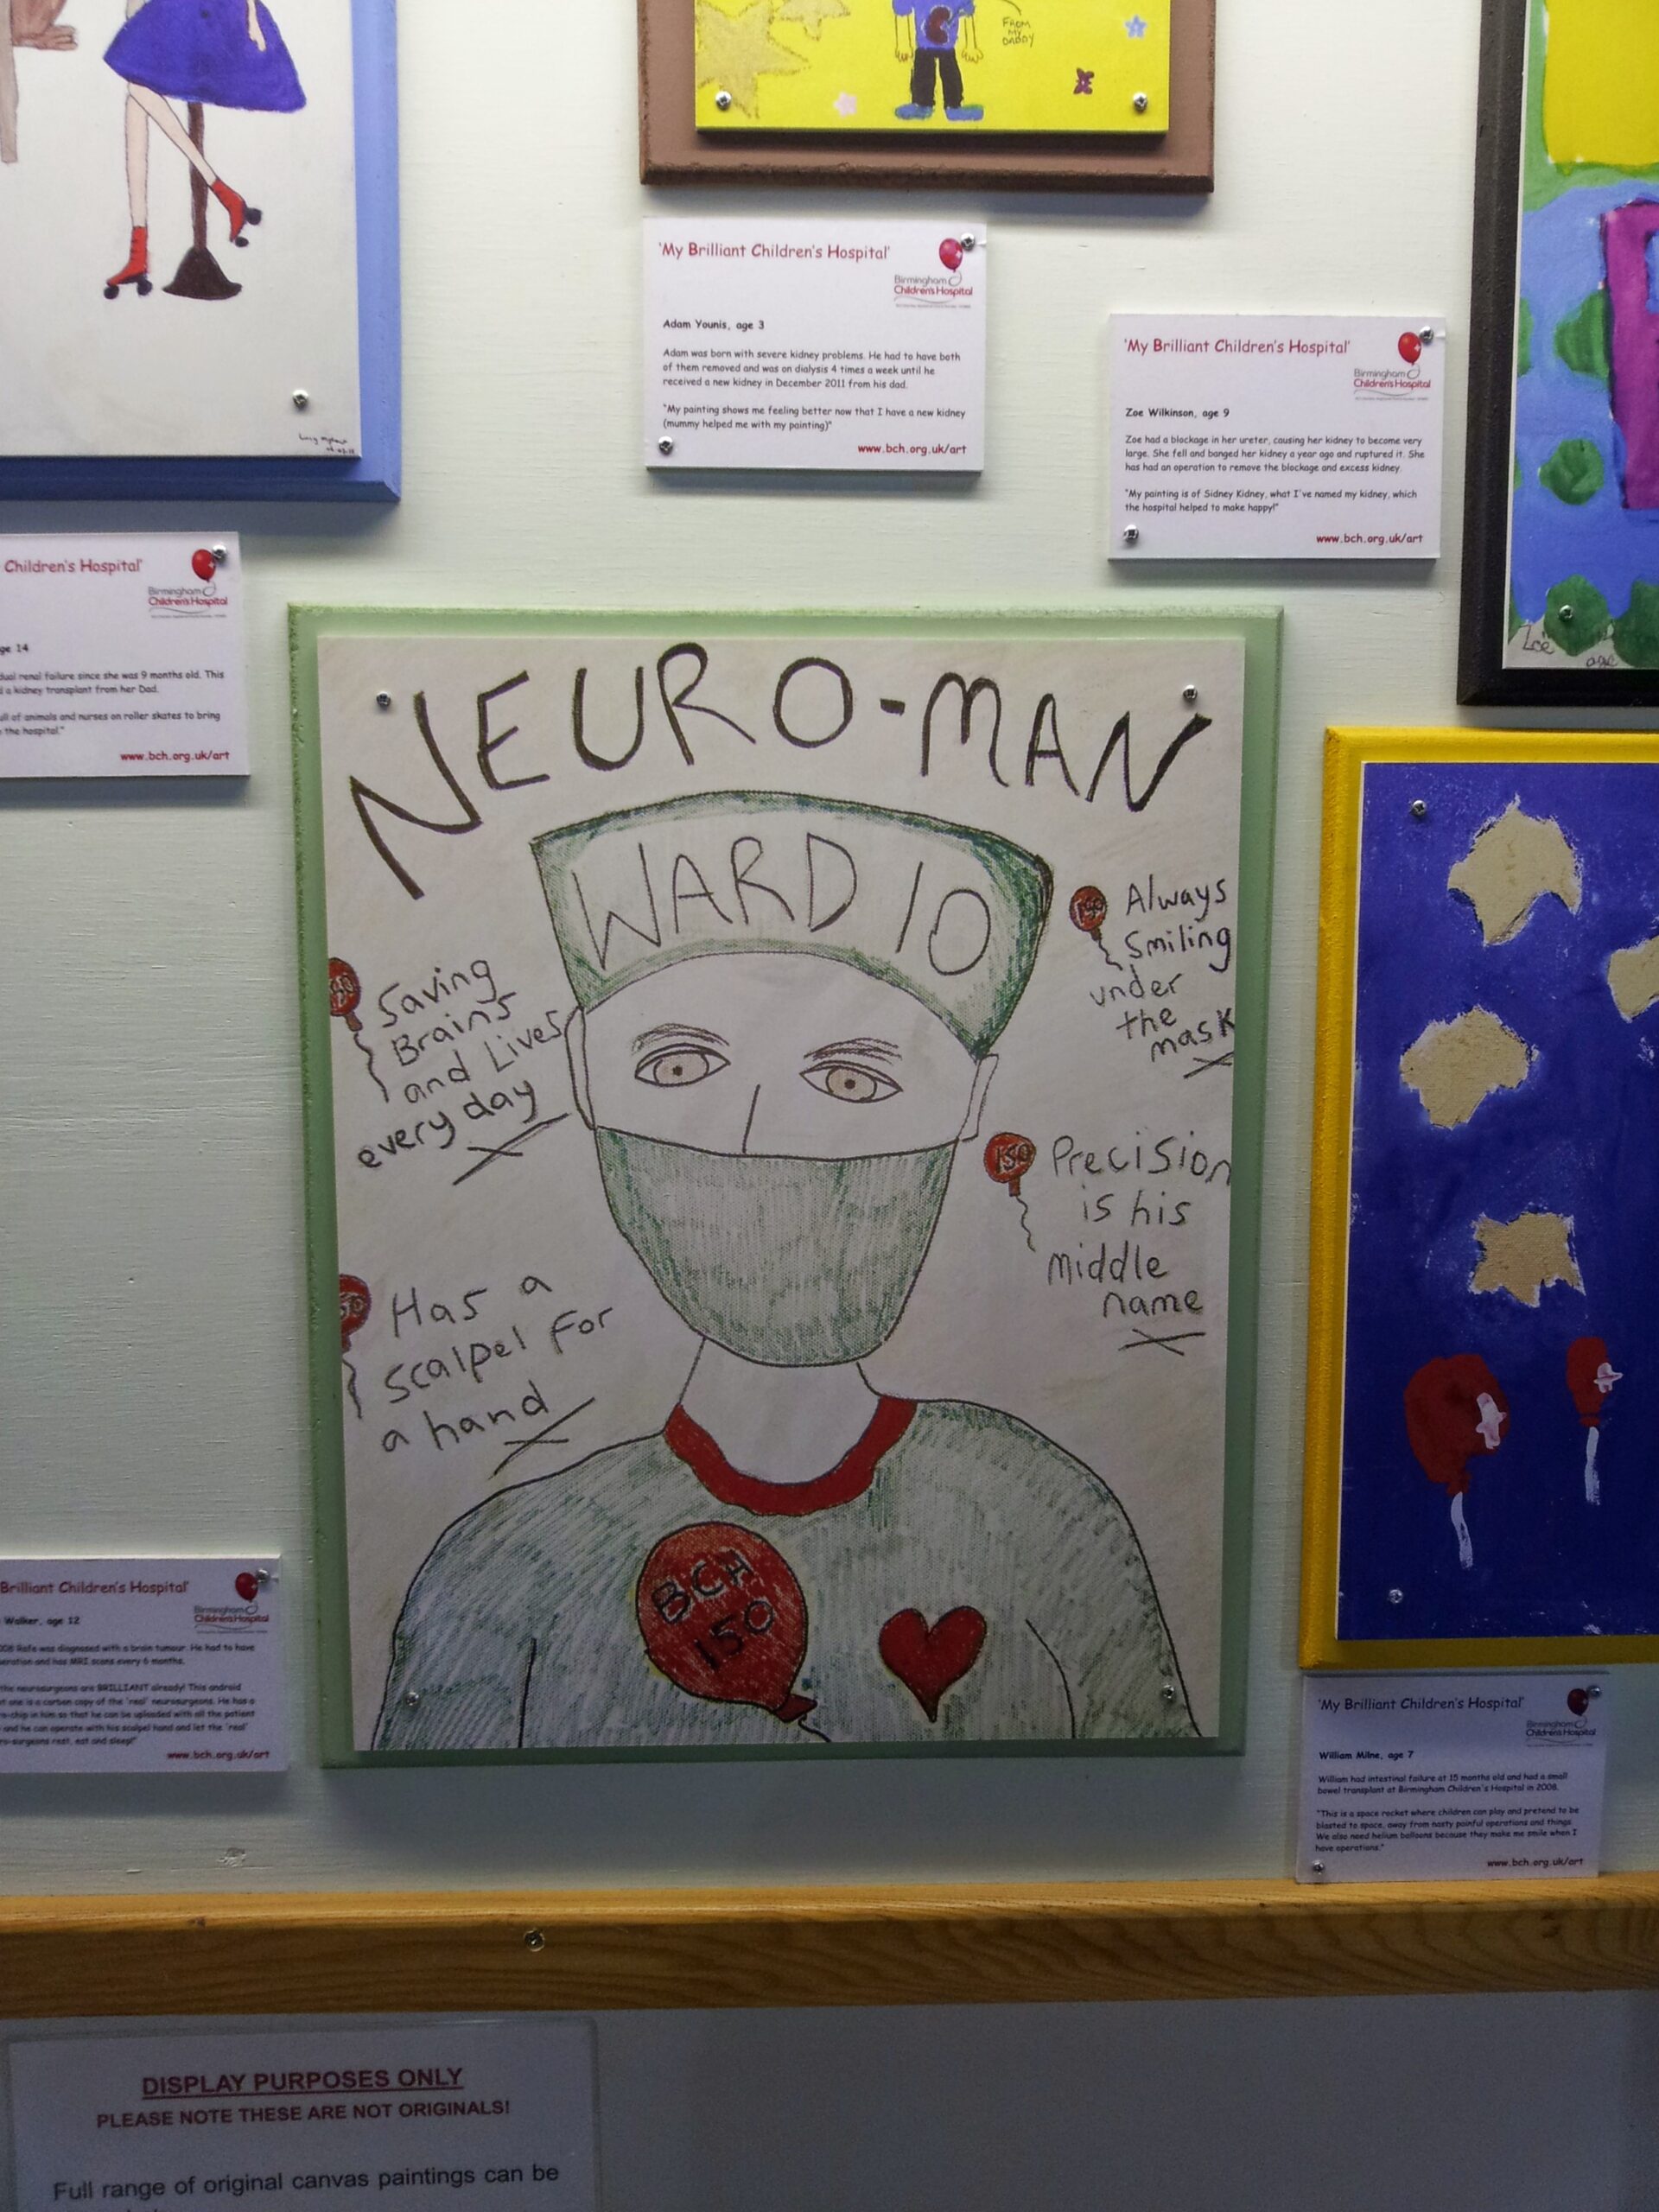 FROM
MY
DADDY
'My Brilliant Children's Hospital'
Birmingham
Children's Hospital
Adam Younis, age 3
Adam was born with severe kidney problems. He had to have both
of them removed and was on dialysis 4 times a week until he
received a new kidney in December 2011 from his dad.
"My painting shows me feeling better now that I have a new kidney
(mummy helped me with my painting)"
www.bch.org.uk/art
'My Brilliant Children's Hospital'
Birmingham
Children's Hospital
Zoe Wilkinson, age 9
Zoe had a blockage in her ureter, causing her kidney to become very
large. She fell and banged her kidney a year ago and ruptured it. She
has had an operation to remove the blockage and excess kidney.
"My painting is of Sidney Kidney, what I've named my kidney, which
the hospital helped to make happy!"
www.bch.org.uk/art
Zoë
age
Children's Hospital'
Birmingham
Children's Hospital
ge 14
dual renal failure since she was 9 months old. This
d a kidney transplant from her Dad.
ull of animals and nurses on roller skates to bring
the hospital."
www.bch.org.uk/art
NEURO-MAN
WARD 10
150
Always
Smiling
under
the
mask
Saving
Brains
and Lives
every day
150
Precision
is his
middle
name
50
Has a
scalpel for
a hand
BCH
150
Brilliant Children's Hospital'
Birmingham
Children's Hospital
Walker, age 12
008 Rafe was diagnosed with a brain tumour. He had to have
eration and has MRI scans every 6 months.
the neurosurgeons are BRILLIANT already! This android
t one is a carbon copy of the 'real' neurosurgeons. He has a
o-chip in him so that he can be uploaded with all the patient
and he can operate with his scalpel hand and let the 'real'
ro-surgeons rest, eat and sleep!"
www.bch.org.uk/art
'My Brilliant Children's Hospital'
Birmingham
Children's Hospital
William Milne, age 7
William had intestinal failure at 15 months old and had a small
bowel transplant at Birmingham Children's Hospital in 2008.
"This is a space rocket where children can play and pretend to be
blasted to space, away from nasty painful operations and things.
We also need helium balloons because they make me smile when I
have operations."
www.bch.org.uk/art
DISPLAY PURPOSES ONLY
PLEASE NOTE THESE ARE NOT ORIGINALS!
Full range of original canvas paintings can be